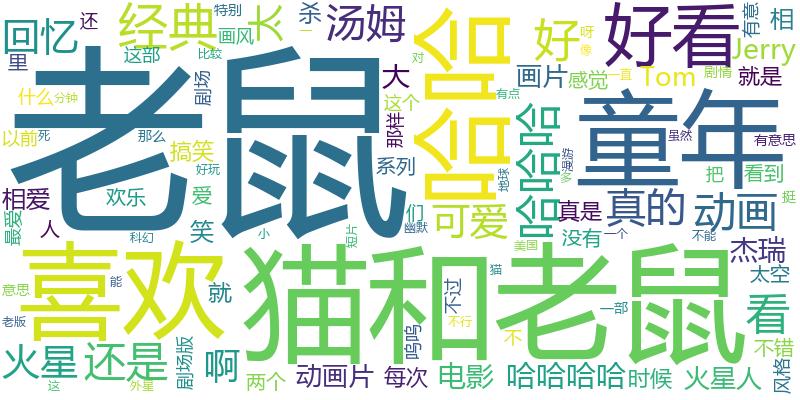 回忆
还
特别
经典
太
杀
汤姆
哈哈
好
呀
好看
有意
相
里
这部
画风
比较
一
像
什么
分钟
剧场
大
对
画片
感觉
一直
Tom
剧情
Jerry
就是
老鼠
那样
这个
有点
童年
以前
死
那么
搞笑
好玩
系列
哈哈哈
地球
多
虽然
有意思
相爱
欢乐
爱
把
看到
最爱
人
科幻
笑
小
们
幽默
可爱
短片
美国
真是
没有
真的
一个
动画
不能
挺
杰瑞
喜欢
猫和老鼠
意思
能
就
猫
不过
太空
老版
呜呜
不行
不
一部
看
火星
还是
剧场版
啊
不错
这
外星
两个
动画片
每次
电影
哈哈哈哈
时候
火星人
风格